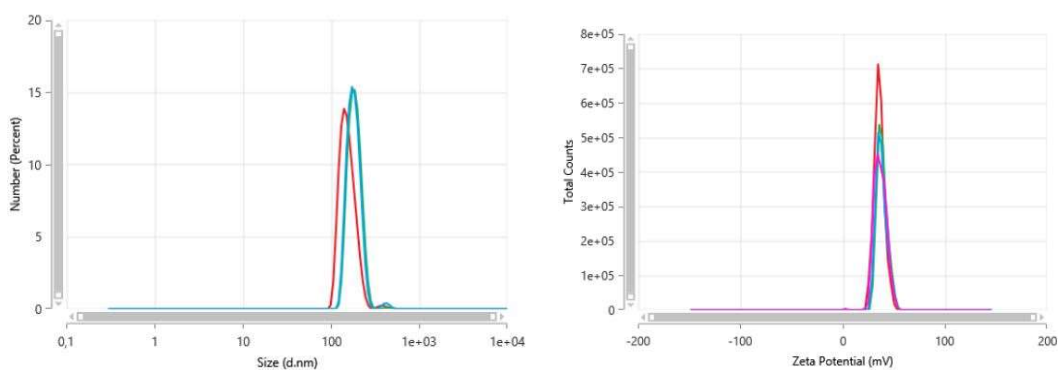 20
15
10
5
0
Number (Percent)
0,1
1
10
100
1e+03
1e+04
Size (d.nm)
8e+05
7e+05
6e+05
5e+05
4e+05
3e+05
2e+05
1e+05
0
Total Counts
-200
-100
0
100
200
Zeta Potential (mV)